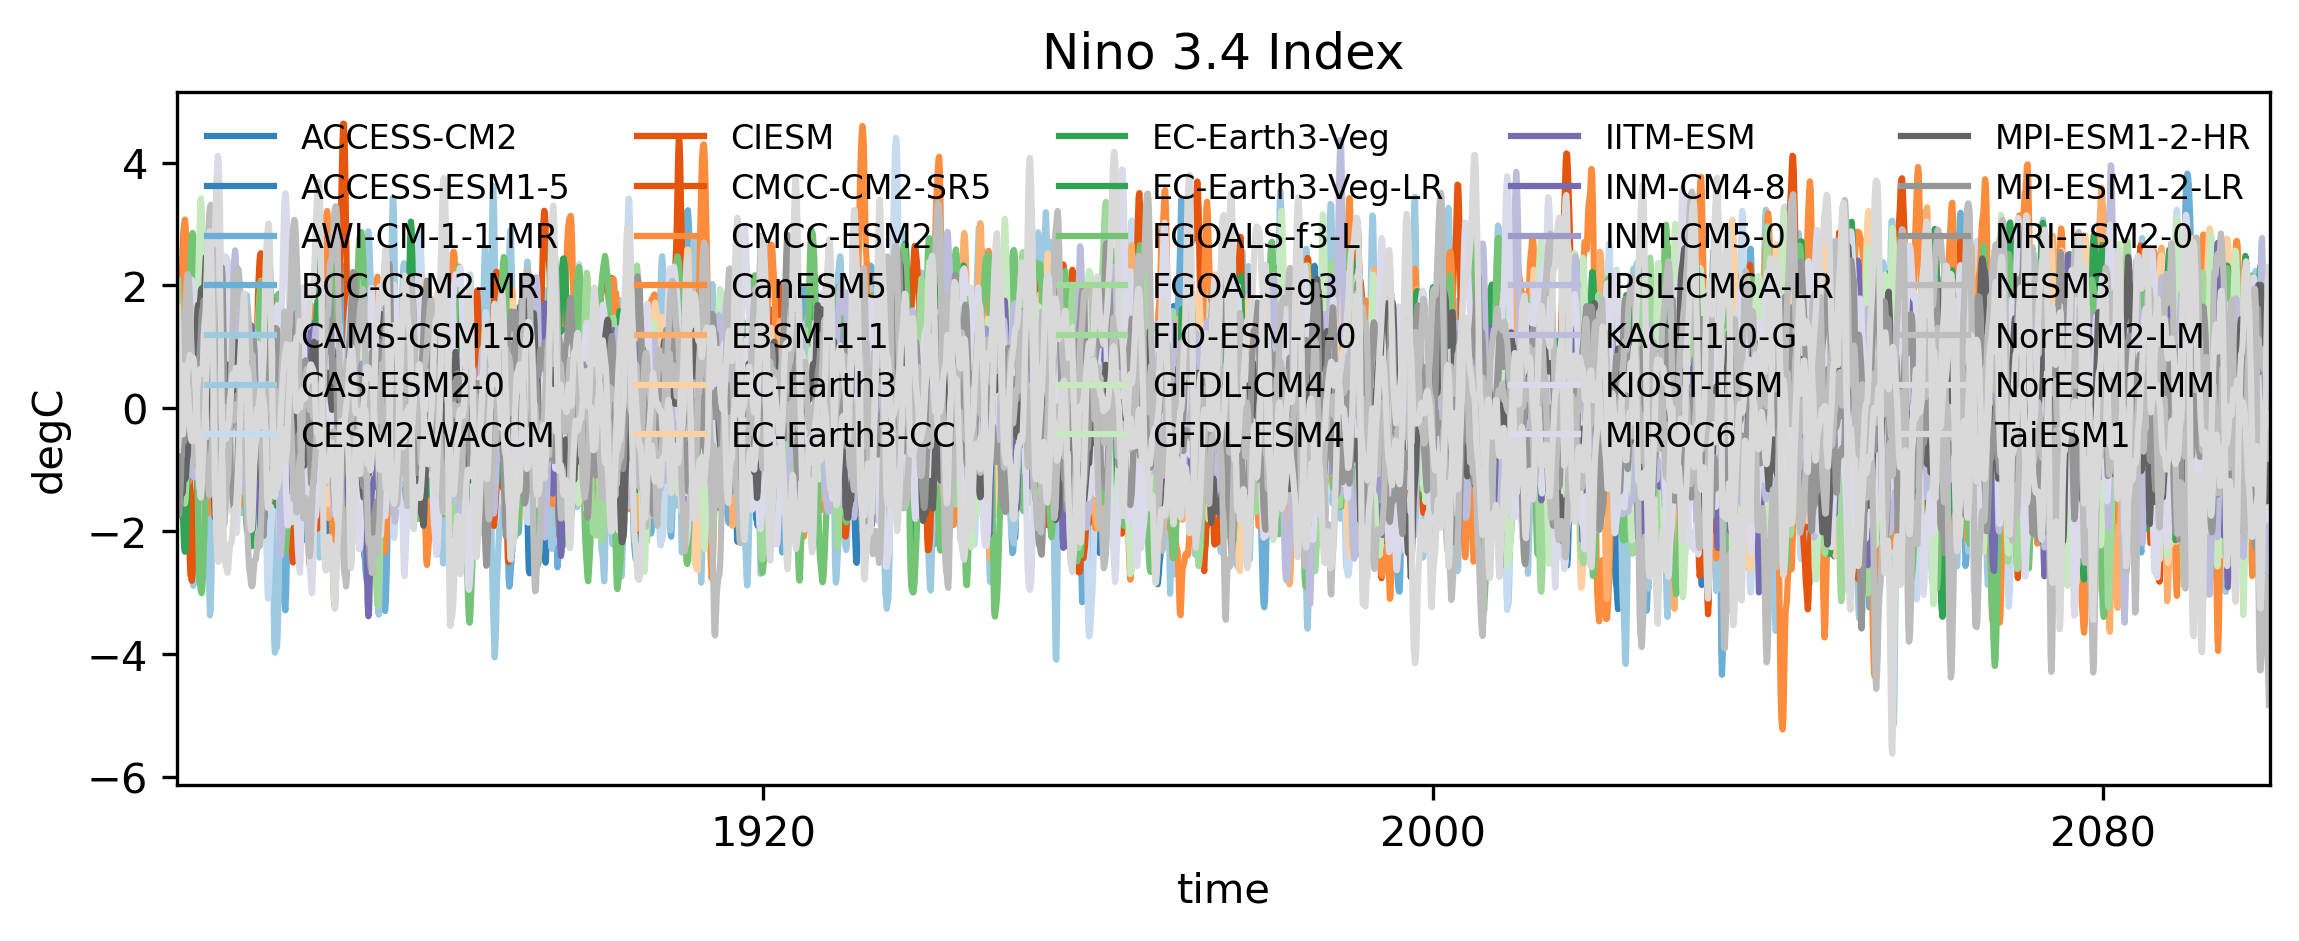 Nino 3.4 Index
degC
4
2
0
−2
−4
−6
ACCESS-CM2
ACCESS-ESM1-5
AWI-CM-1-1-MR
BCC-CSM2-MR
CAMS-CSM1-0
CAS-ESM2-0
CESM2-WACCM
CIESM
CMCC-CM2-SR5
CMCC-ESM2
CanESM5
E3SM-1-1
EC-Earth3
EC-Earth3-CC
EC-Earth3-Veg
EC-Earth3-Veg-LR
FGOALS-f3-L
FGOALS-g3
FIO-ESM-2-0
GFDL-CM4
GFDL-ESM4
IITM-ESM
INM-CM4-8
INM-CM5-0
IPSL-CM6A-LR
KACE-1-0-G
KIOST-ESM
MIROC6
MPI-ESM1-2-HR
MPI-ESM1-2-LR
MRI-ESM2-0
NESM3
NorESM2-LM
NorESM2-MM
TaiESM1
1920 2000 2080
time